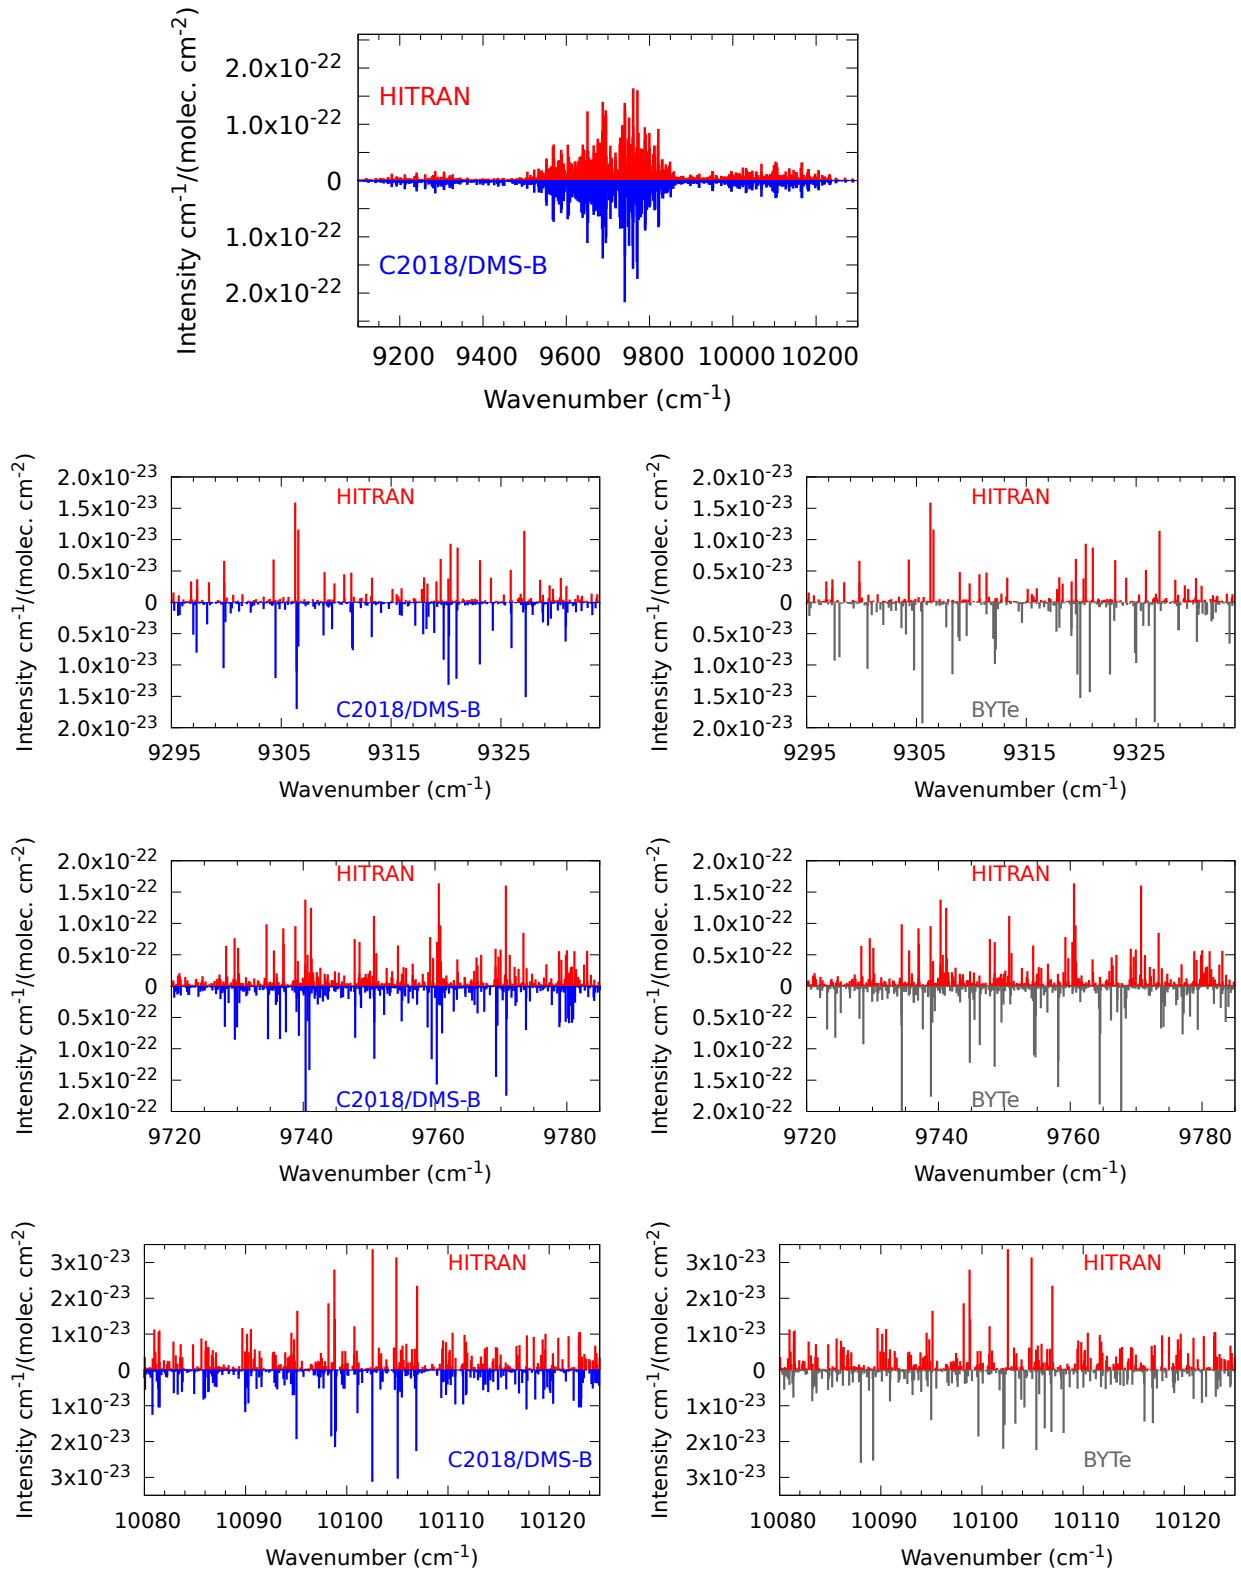 Intensity cm-1/(molec. cm-2)
2.0x10-22
HITRAN
1.0x10-22
0
1.0x10-22
C2018/DMS-B
2.0x10-22
9200 9400 9600 9800 10000 10200
Wavenumber (cm-1)
Intensity cm-1/(molec. cm-2)
2.0x10-23
HITRAN
1.5x10-23
1.0x10-23
0.5x10-23
0
0.5x10-23
1.0x10-23
1.5x10-23
C2018/DMS-B
2.0x10-23
9295 9305 9315 9325
Wavenumber (cm-1)
Intensity cm-1/(molec. cm-2)
2.0x10-23
HITRAN
1.5x10-23
1.0x10-23
0.5x10-23
0
0.5x10-23
1.0x10-23
1.5x10-23
BYTe
2.0x10-23
9295 9305 9315 9325
Wavenumber (cm-1)
Intensity cm-1/(molec. cm-2)
2.0x10-22
HITRAN
1.5x10-22
1.0x10-22
0.5x10-22
0
0.5x10-22
1.0x10-22
1.5x10-22
C2018/DMS-B
2.0x10-22
9720 9740 9760 9780
Wavenumber (cm-1)
Intensity cm-1/(molec. cm-2)
2.0x10-22
HITRAN
1.5x10-22
1.0x10-22
0.5x10-22
0
0.5x10-22
1.0x10-22
1.5x10-22
BYTe
2.0x10-22
9720 9740 9760 9780
Wavenumber (cm-1)
Intensity cm-1/(molec. cm-2)
3x10-23
HITRAN
2x10-23
1x10-23
0
1x10-23
2x10-23
C2018/DMS-B
3x10-23
10080 10090 10100 10110 10120
Wavenumber (cm-1)
Intensity cm-1/(molec. cm-2)
3x10-23
HITRAN
2x10-23
1x10-23
0
1x10-23
2x10-23
BYTe
3x10-23
10080 10090 10100 10110 10120
Wavenumber (cm-1)